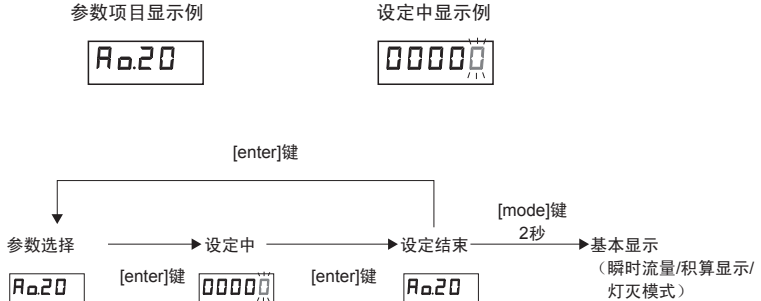 参数项目显示例
设定中显示例
Ao.20
00000
[enter]键
[mode]键
2秒
参数选择
设定中
设定结束
基本显示
(瞬时流量/积算显示/
灯灭模式)
Ao.20
[enter]键
00000
[enter]键
Ao.20